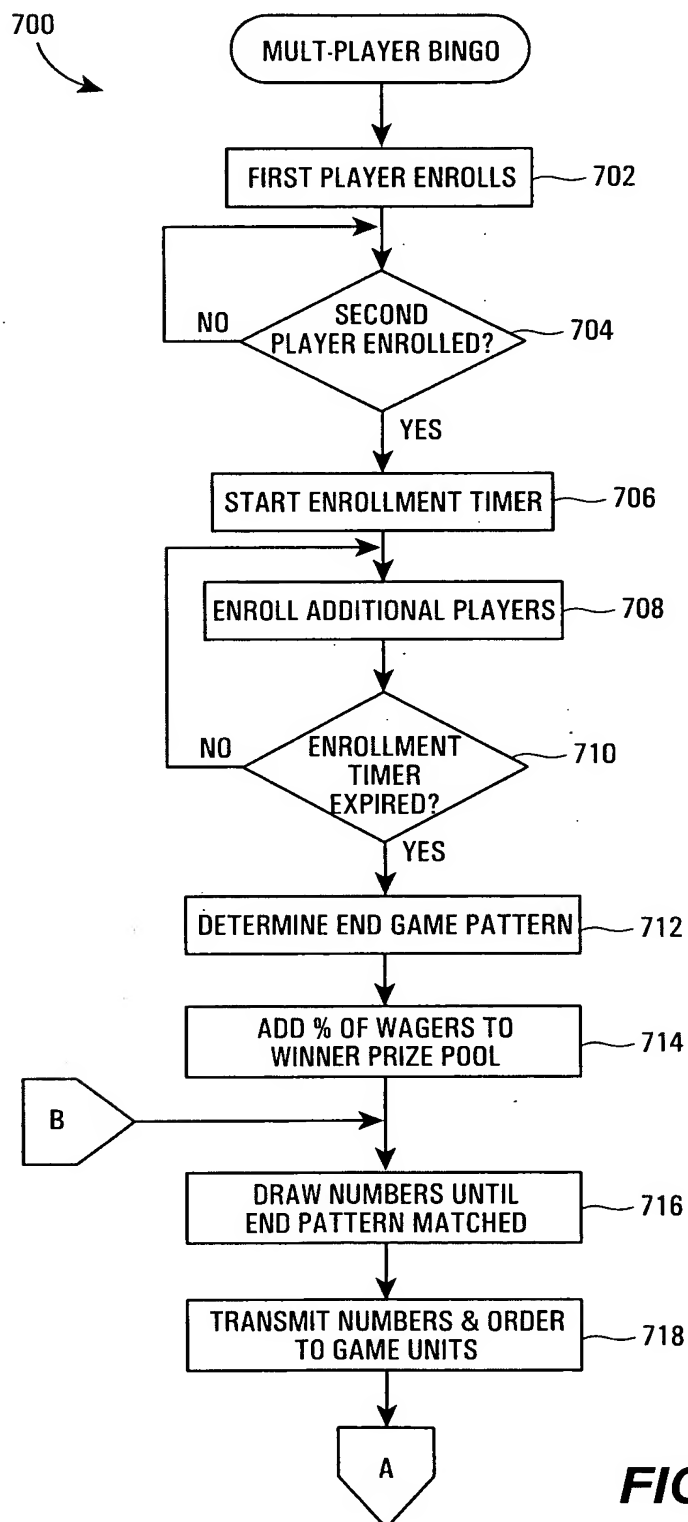 700
MULT-PLAYER BINGO
FIRST PLAYER ENROLLS
702
NO
SECOND
PLAYER ENROLLED?
704
YES
START ENROLLMENT TIMER
706
ENROLL ADDITIONAL PLAYERS
708
NO
ENROLLMENT
TIMER
EXPIRED?
710
YES
DETERMINE END GAME PATTERN
712
ADD % OF WAGERS TO
WINNER PRIZE POOL
714
B
DRAW NUMBERS UNTIL
END PATTERN MATCHED
716
TRANSMIT NUMBERS & ORDER
TO GAME UNITS
718
A
FIG